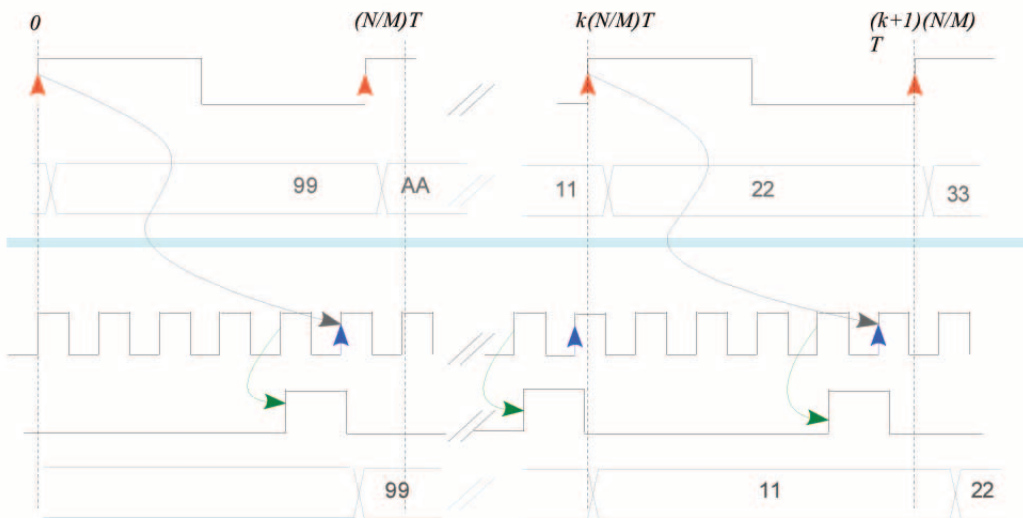 0 (N/M)T k(N/M)T (k+1)(N/M)
T
99 AA 11 22 33
99 11 22